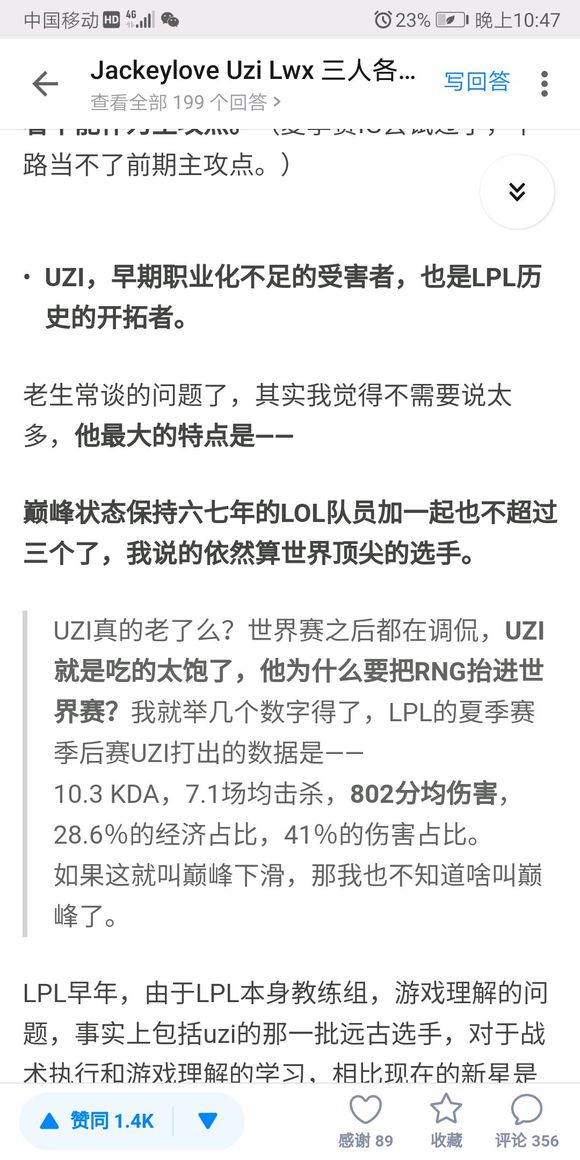 中国移动 HD 4G 23% 晚上10:47
Jackeylove Uzi Lwx 三人各... 写回答
查看全部 199 个回答 >
路当不了前期主攻点。）
· UZI，早期职业化不足的受害者，也是LPL历
史的开拓者。
老生常谈的问题了，其实我觉得不需要说太
多，他最大的特点是——
巅峰状态保持六七年的LOL队员加一起也不超过
三个了，我说的依然算世界顶尖的选手。
UZI真的老了么？世界赛之后都在调侃，UZI
就是吃的太饱了，他为什么要把RNG抬进世
界赛？我就举几个数字得了，LPL的夏季赛
季后赛UZI打出的数据是——
10.3 KDA，7.1场均击杀，802分均伤害，
28.6%的经济占比，41%的伤害占比。
如果这就叫巅峰下滑，那我也不知道啥叫巅
峰了。
LPL早年，由于LPL本身教练组，游戏理解的问
题，事实上包括uzi的那一批远古选手，对于战
术执行和游戏理解的学习，相比现在的新星是
赞同 1.4K 感谢 89 收藏 评论 356